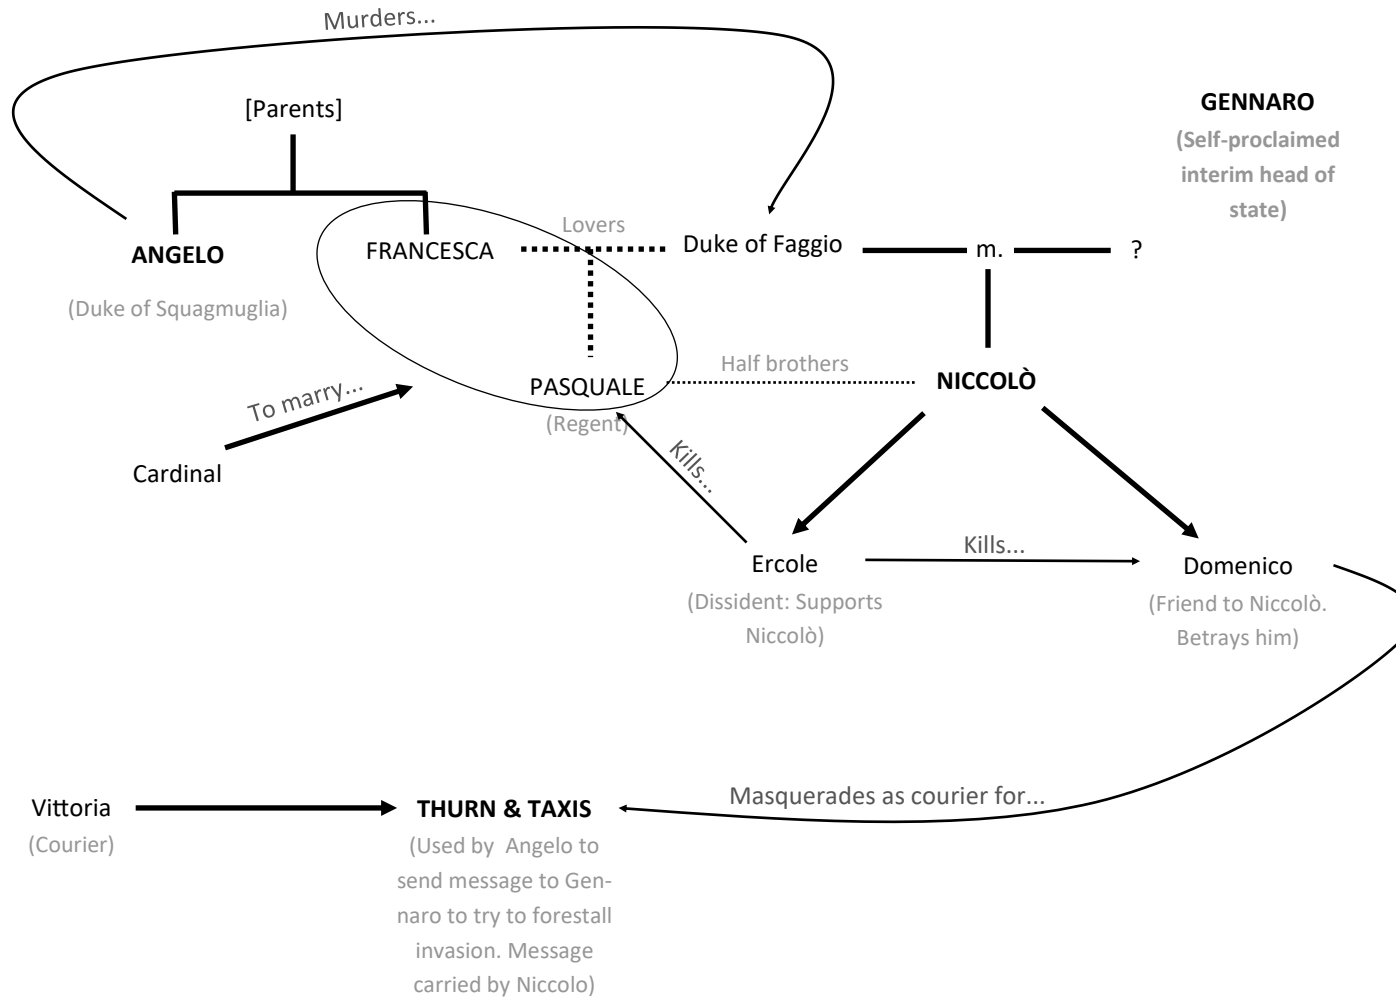 Murders...
[Parents]
GENNARO
(Self-proclaimed
interim head of
state)
Lovers
ANGELO
FRANCESCA
Duke of Faggio
m.
?
(Duke of Squagmuglia)
Half brothers
PASQUALE
NICCOLÒ
(Regent)
To marry...
Cardinal
Kills...
Kills...
Ercole
Domenico
(Dissident: Supports
Niccolò)
(Friend to Niccolò.
Betrays him)
Masquerades as courier for...
Vittoria
(Courier)
THURN & TAXIS
(Used by Angelo to
send message to Gen-
naro to try to forestall
invasion. Message
carried by Niccolo)